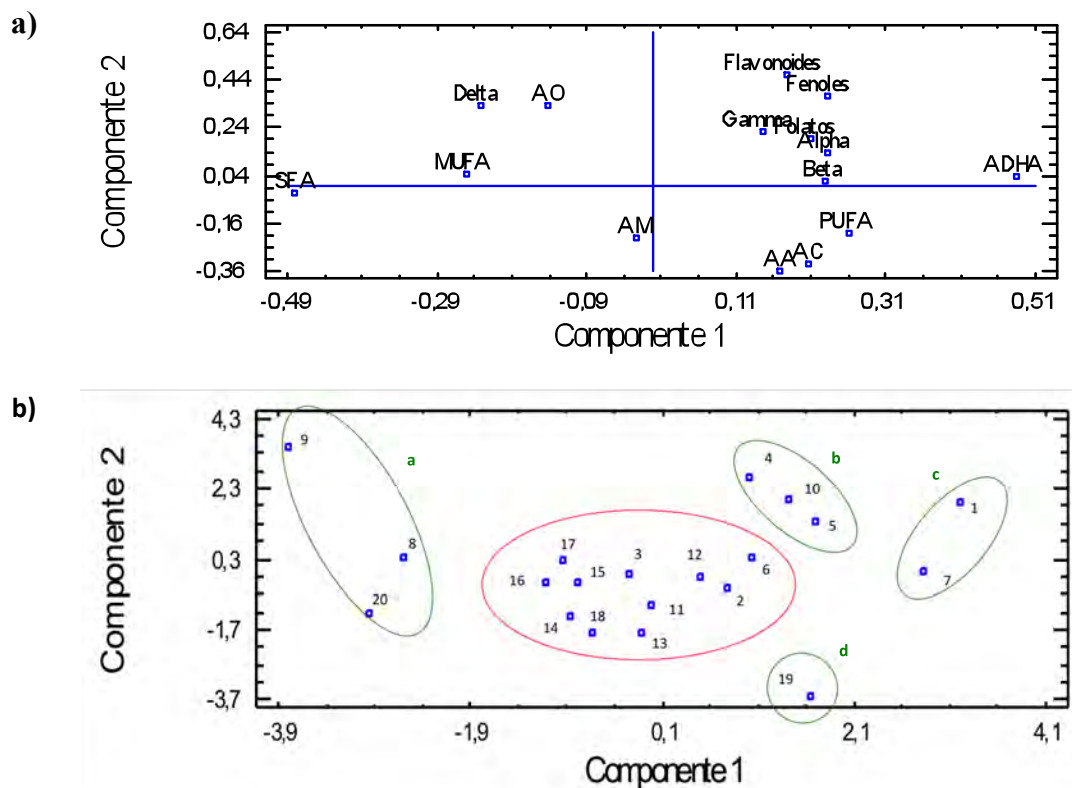 a)
Componente 2
0,64
0,44
0,24
0,04
-0,16
-0,36
Flavonoides
Fenoles
Delta
AO
Gamma
Folatos
Alpha
MUFA
Beta
ADHA
SFA
AM
PUFA
AA
AC
-0,49
-0,29
-0,09
0,11
0,31
0,51
Componente 1
b)
Componente 2
4,3
2,3
0,3
-1,7
-3,7
9
a
4
b
10
c
5
1
8
17
3
12
6
7
16
15
2
20
11
14
18
13
19
d
-3,9
-1,9
0,1
2,1
4,1
Componente 1